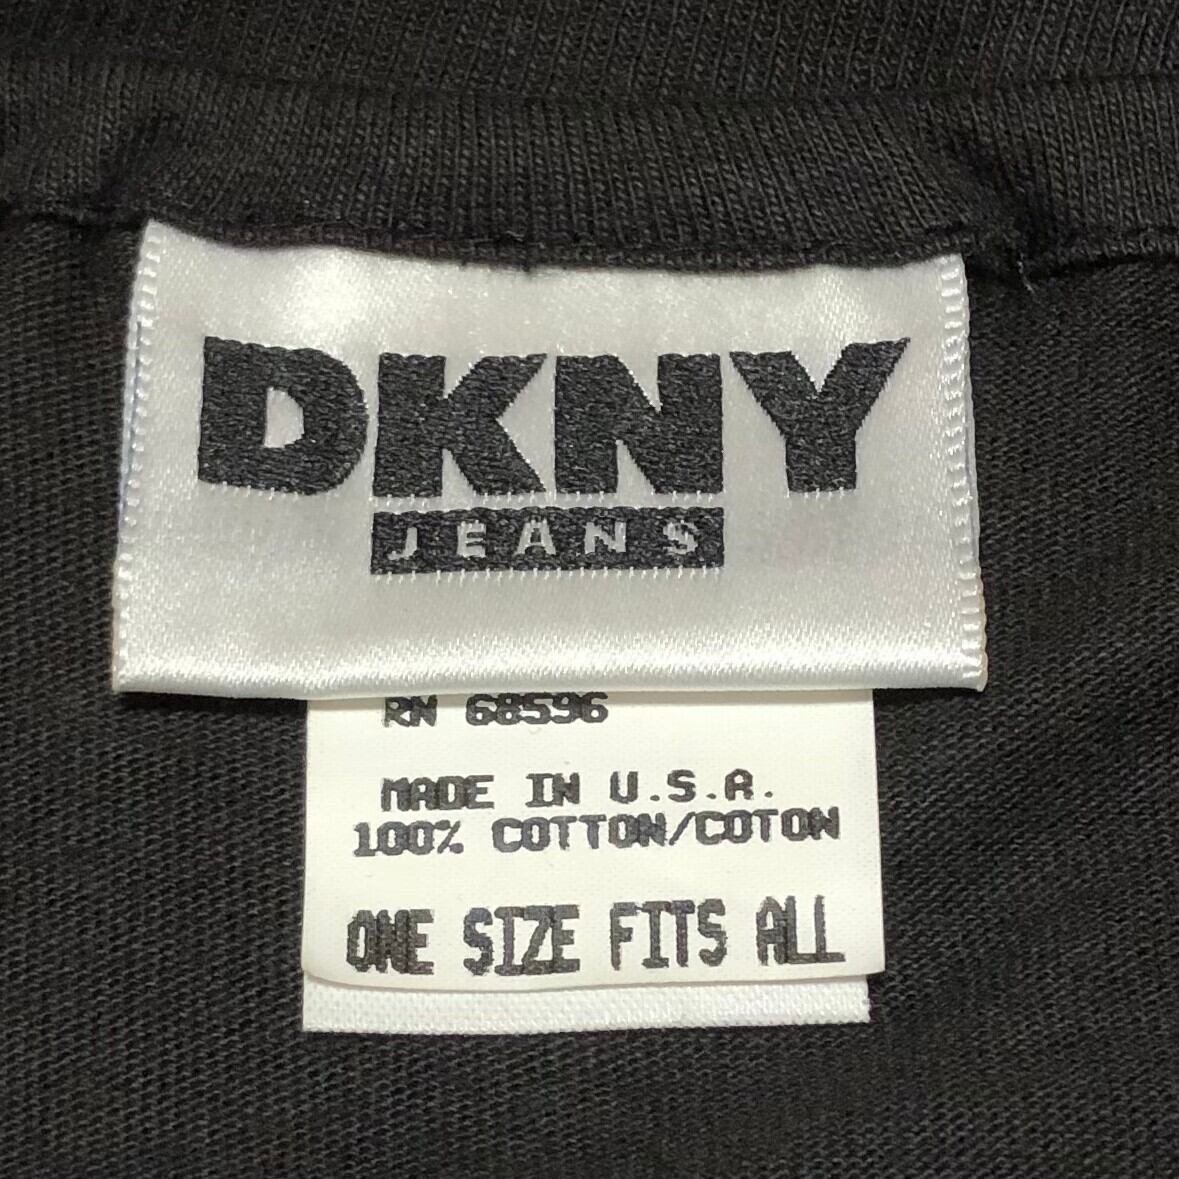 DKNY
JEANS
RN 68596
MADE IN U.S.A.
100% COTTON/COTON
ONE SIZE FITS ALL